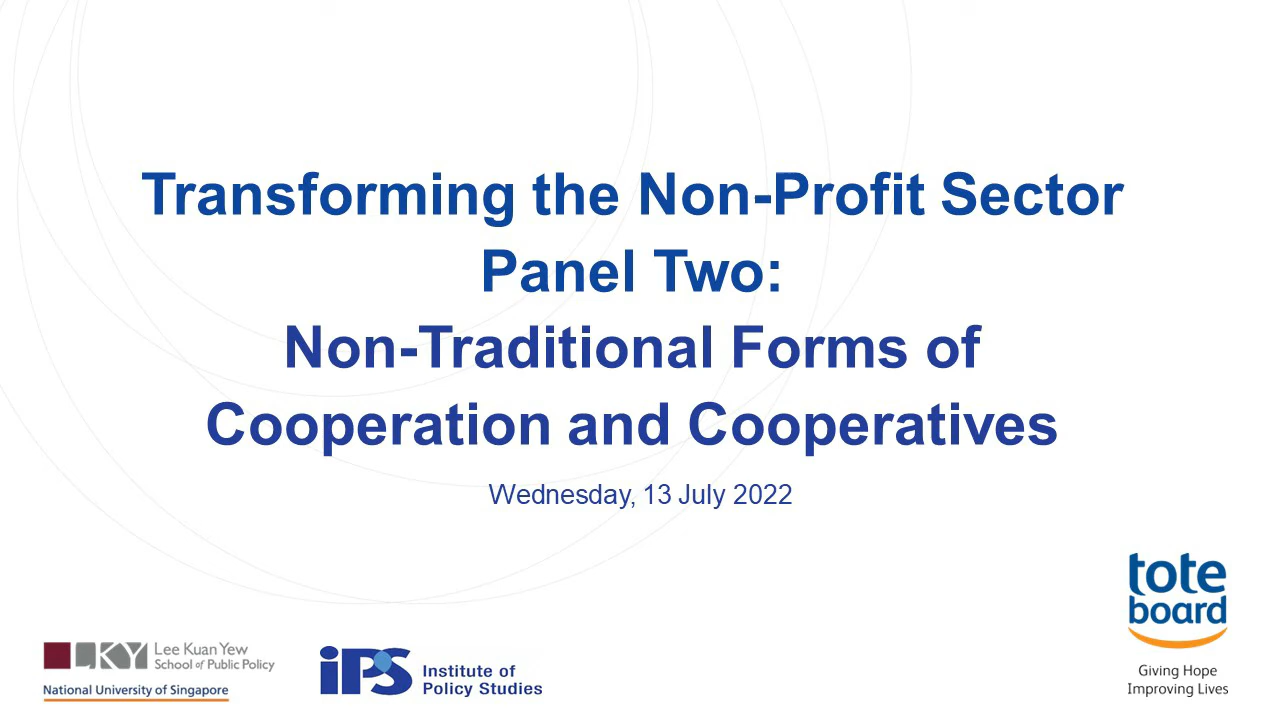 Transforming the Non-Profit Sector
Panel Two:
Non-Traditional Forms of
Cooperation and Cooperatives
Wednesday, 13 July 2022
LKY Lee Kuan Yew
School of Public Policy
National University of Singapore
iPS Institute of
Policy Studies
tote
board
Giving Hope
Improving Lives